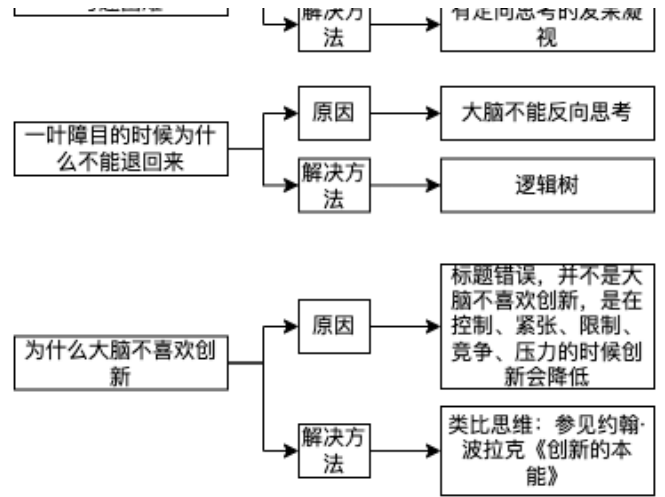 解决方
法
有定向思考的发呆凝
视
一叶障目的时候为什
么不能退回来
原因
大脑不能反向思考
解决方
法
逻辑树
为什么大脑不喜欢创
新
原因
标题错误，并不是大
脑不喜欢创新，是在
控制、紧张、限制、
竞争、压力的时候创
新会降低
解决方
法
类比思维：参见约翰·
波拉克《创新的本
能》